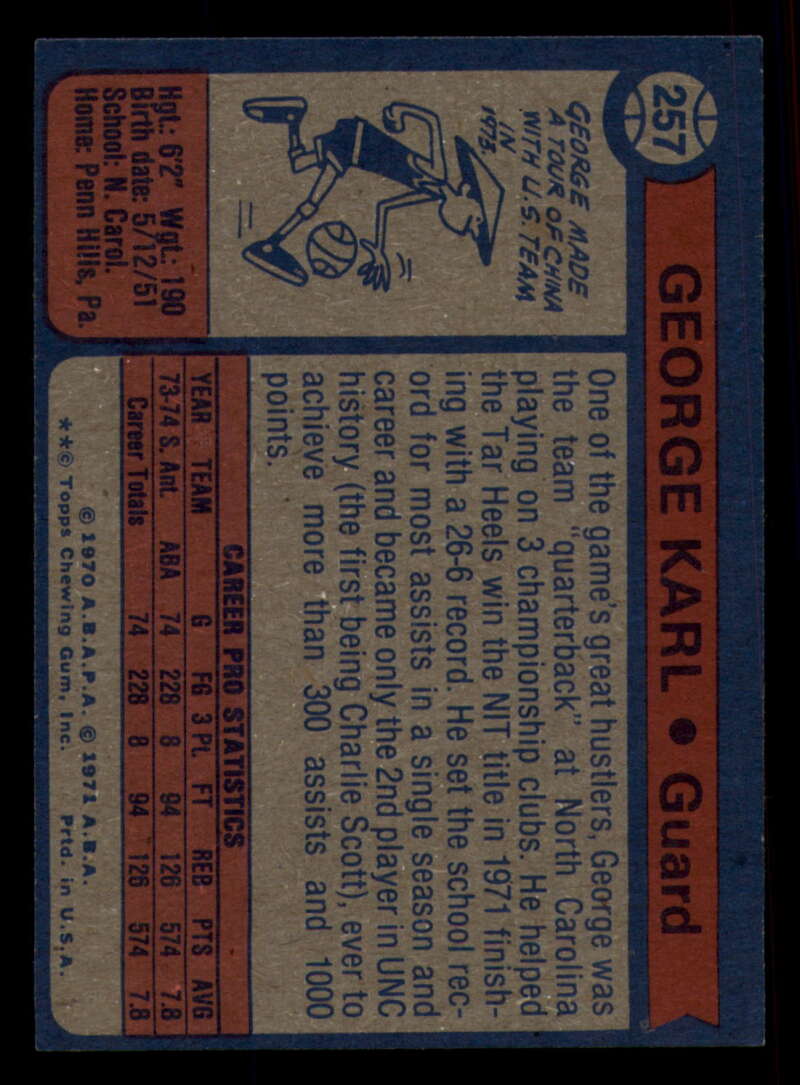 257
GEORGE KARL • Guard
GEORGE MADE
A TOUR OF CHINA
WITH U.S. TEAM
IN
1973.
Hgt.: 6'2" Wgt.: 190
Birth date: 5/12/51
School: N. Carol.
Home: Penn Hills, Pa.
One of the game's great hustlers, George was
the team "quarterback" at North Carolina
playing on 3 championship clubs. He helped
the Tar Heels win the NIT title in 1971 finish-
ing with a 26-6 record. He set the school rec-
ord for most assists in a single season and
career and became only the 2nd player in UNC
history (the first being Charlie Scott), ever to
achieve more than 300 assists and 1000
points.
CAREER PRO STATISTICS
YEAR TEAM G FG 3 Pt. FT REB PTS AVG
73-74 S. Ant. ABA 74 228 8 94 126 574 7.8
Career Totals 74 228 8 94 126 574 7.8
© 1970 A.B.A.P.A. © 1971 A.B.A.
**© Topps Chewing Gum, Inc. Prtd. in U.S.A.